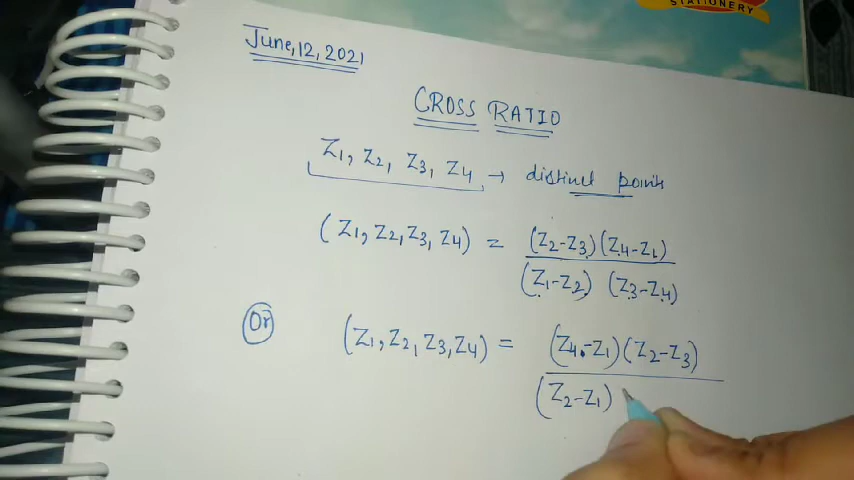 STATIONERY
June, 12, 2021
CROSS RATIO
Z1, Z2, Z3, Z4 → distinct points
(Z1, Z2, Z3, Z4) = (Z2-Z3)(Z4-Z1)
(Z1-Z2) (Z3-Z4)
Or (Z1, Z2, Z3, Z4) = (Z4-Z1)(Z2-Z3)
(Z2-Z1)